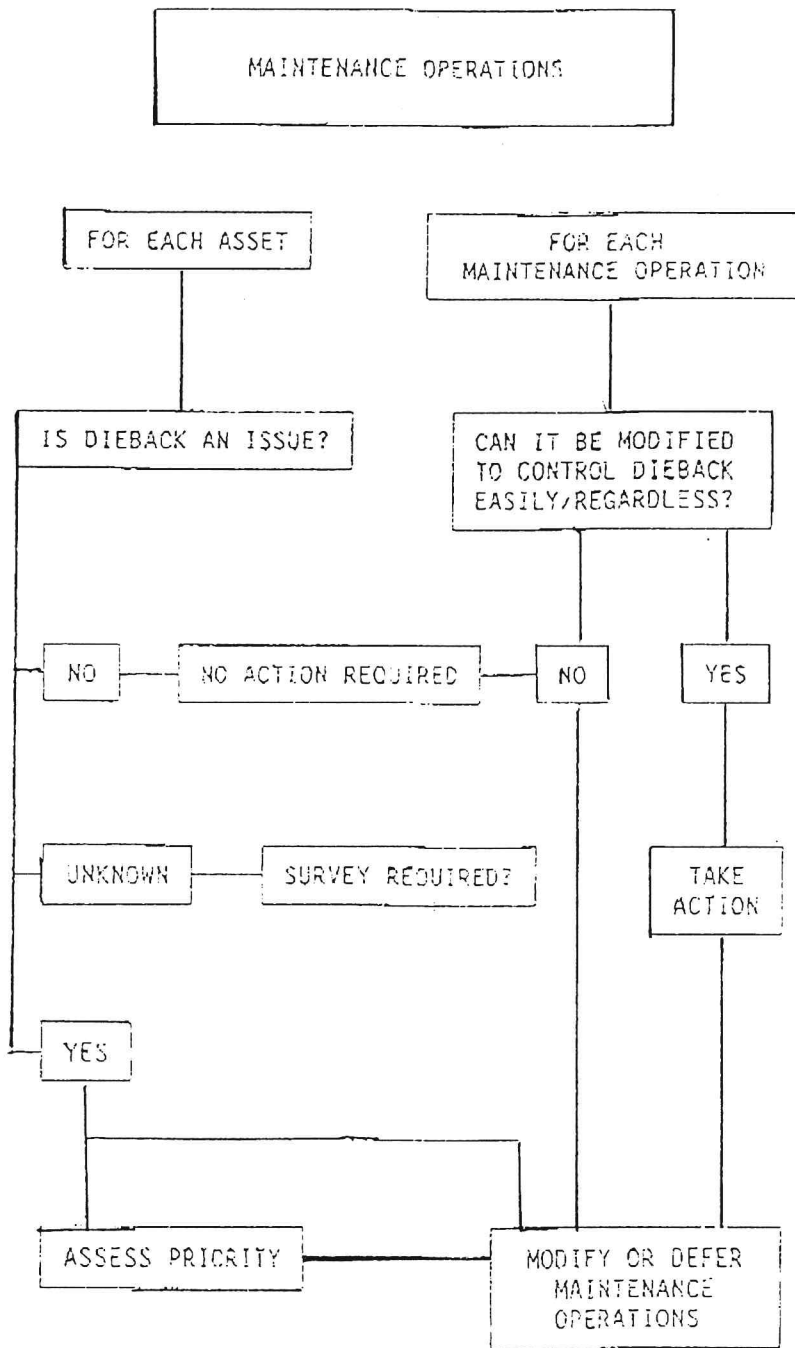 MAINTENANCE OPERATIONS
FOR EACH ASSET
FOR EACH
MAINTENANCE OPERATION
IS DIEBACK AN ISSUE?
CAN IT BE MODIFIED
TO CONTROL DIEBACK
EASILY/REGARDLESS?
NO
NO ACTION REQUIRED
NO
YES
UNKNOWN
SURVEY REQUIRED?
TAKE
ACTION
YES
ASSESS PRIORITY
MODIFY OR DEFER
MAINTENANCE
OPERATIONS